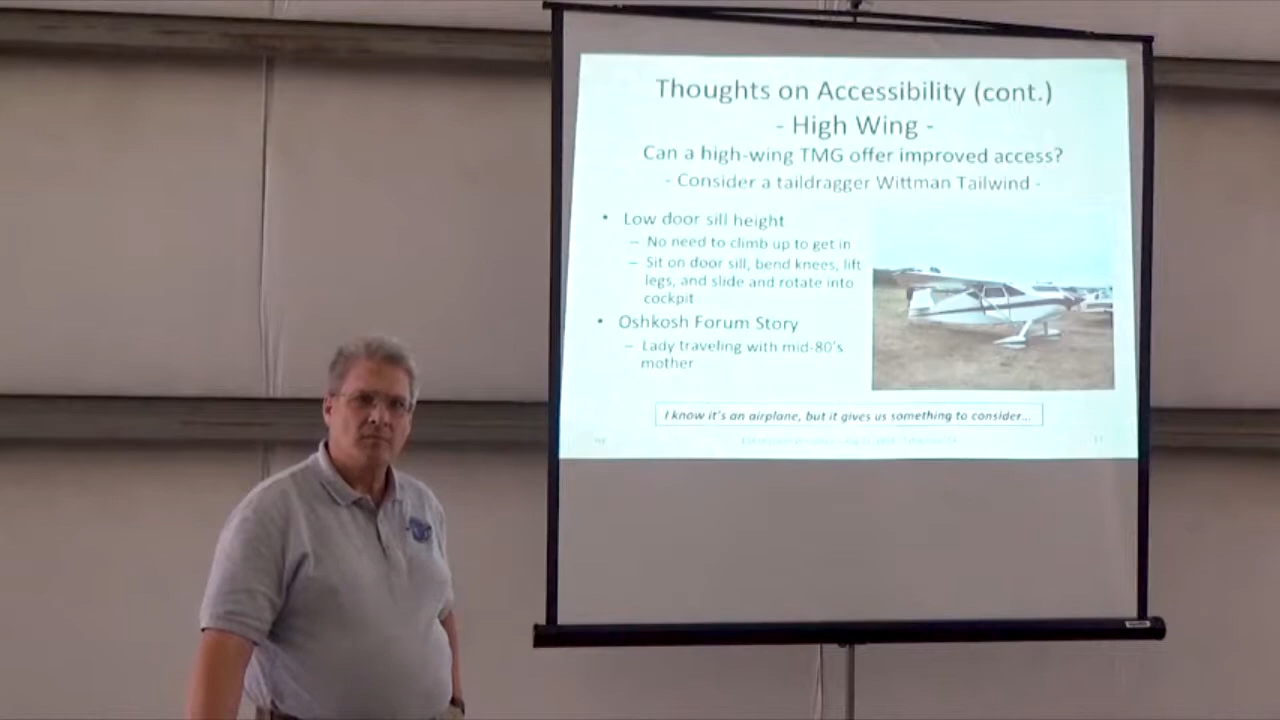 Thoughts on Accessibility (cont.)
- High Wing -
Can a high-wing TMG offer improved access?
- Consider a taildragger Wittman Tailwind -
• Low door sill height
– No need to climb up to get in
– Sit on door sill, bend knees, lift
legs, and slide and rotate into
cockpit
• Oshkosh Forum Story
– Lady traveling with mid-80's
mother
I know it's an airplane, but it gives us something to consider...